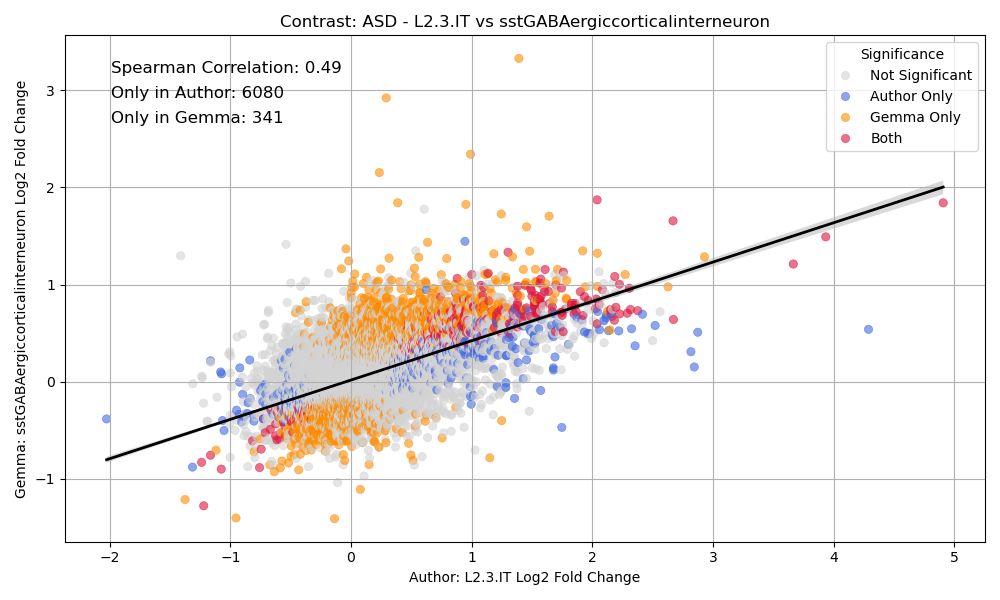 Contrast: ASD - L2.3.IT vs sstGABAergiccorticalinterneuron
Spearman Correlation: 0.49
Only in Author: 6080
Only in Gemma: 341
Significance
Not Significant
Author Only
Gemma Only
Both
Gemma: sstGABAergiccorticalinterneuron Log2 Fold Change
3
2
1
0
−1
−2
−1
0
1
2
3
4
5
Author: L2.3.IT Log2 Fold Change